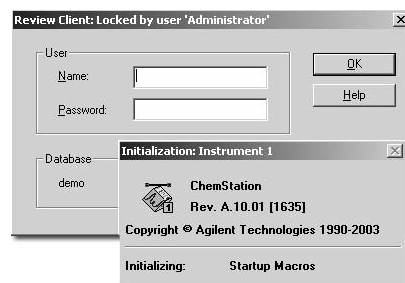 Review Client: Locked by user 'Administrator'
User
Name:
OK
Password:
Help
Database
demo
Initialization: Instrument 1
ChemStation
1
Rev. A.10.01 [1635]
Copyright © Agilent Technologies 1990-2003
Initializing: Startup Macros